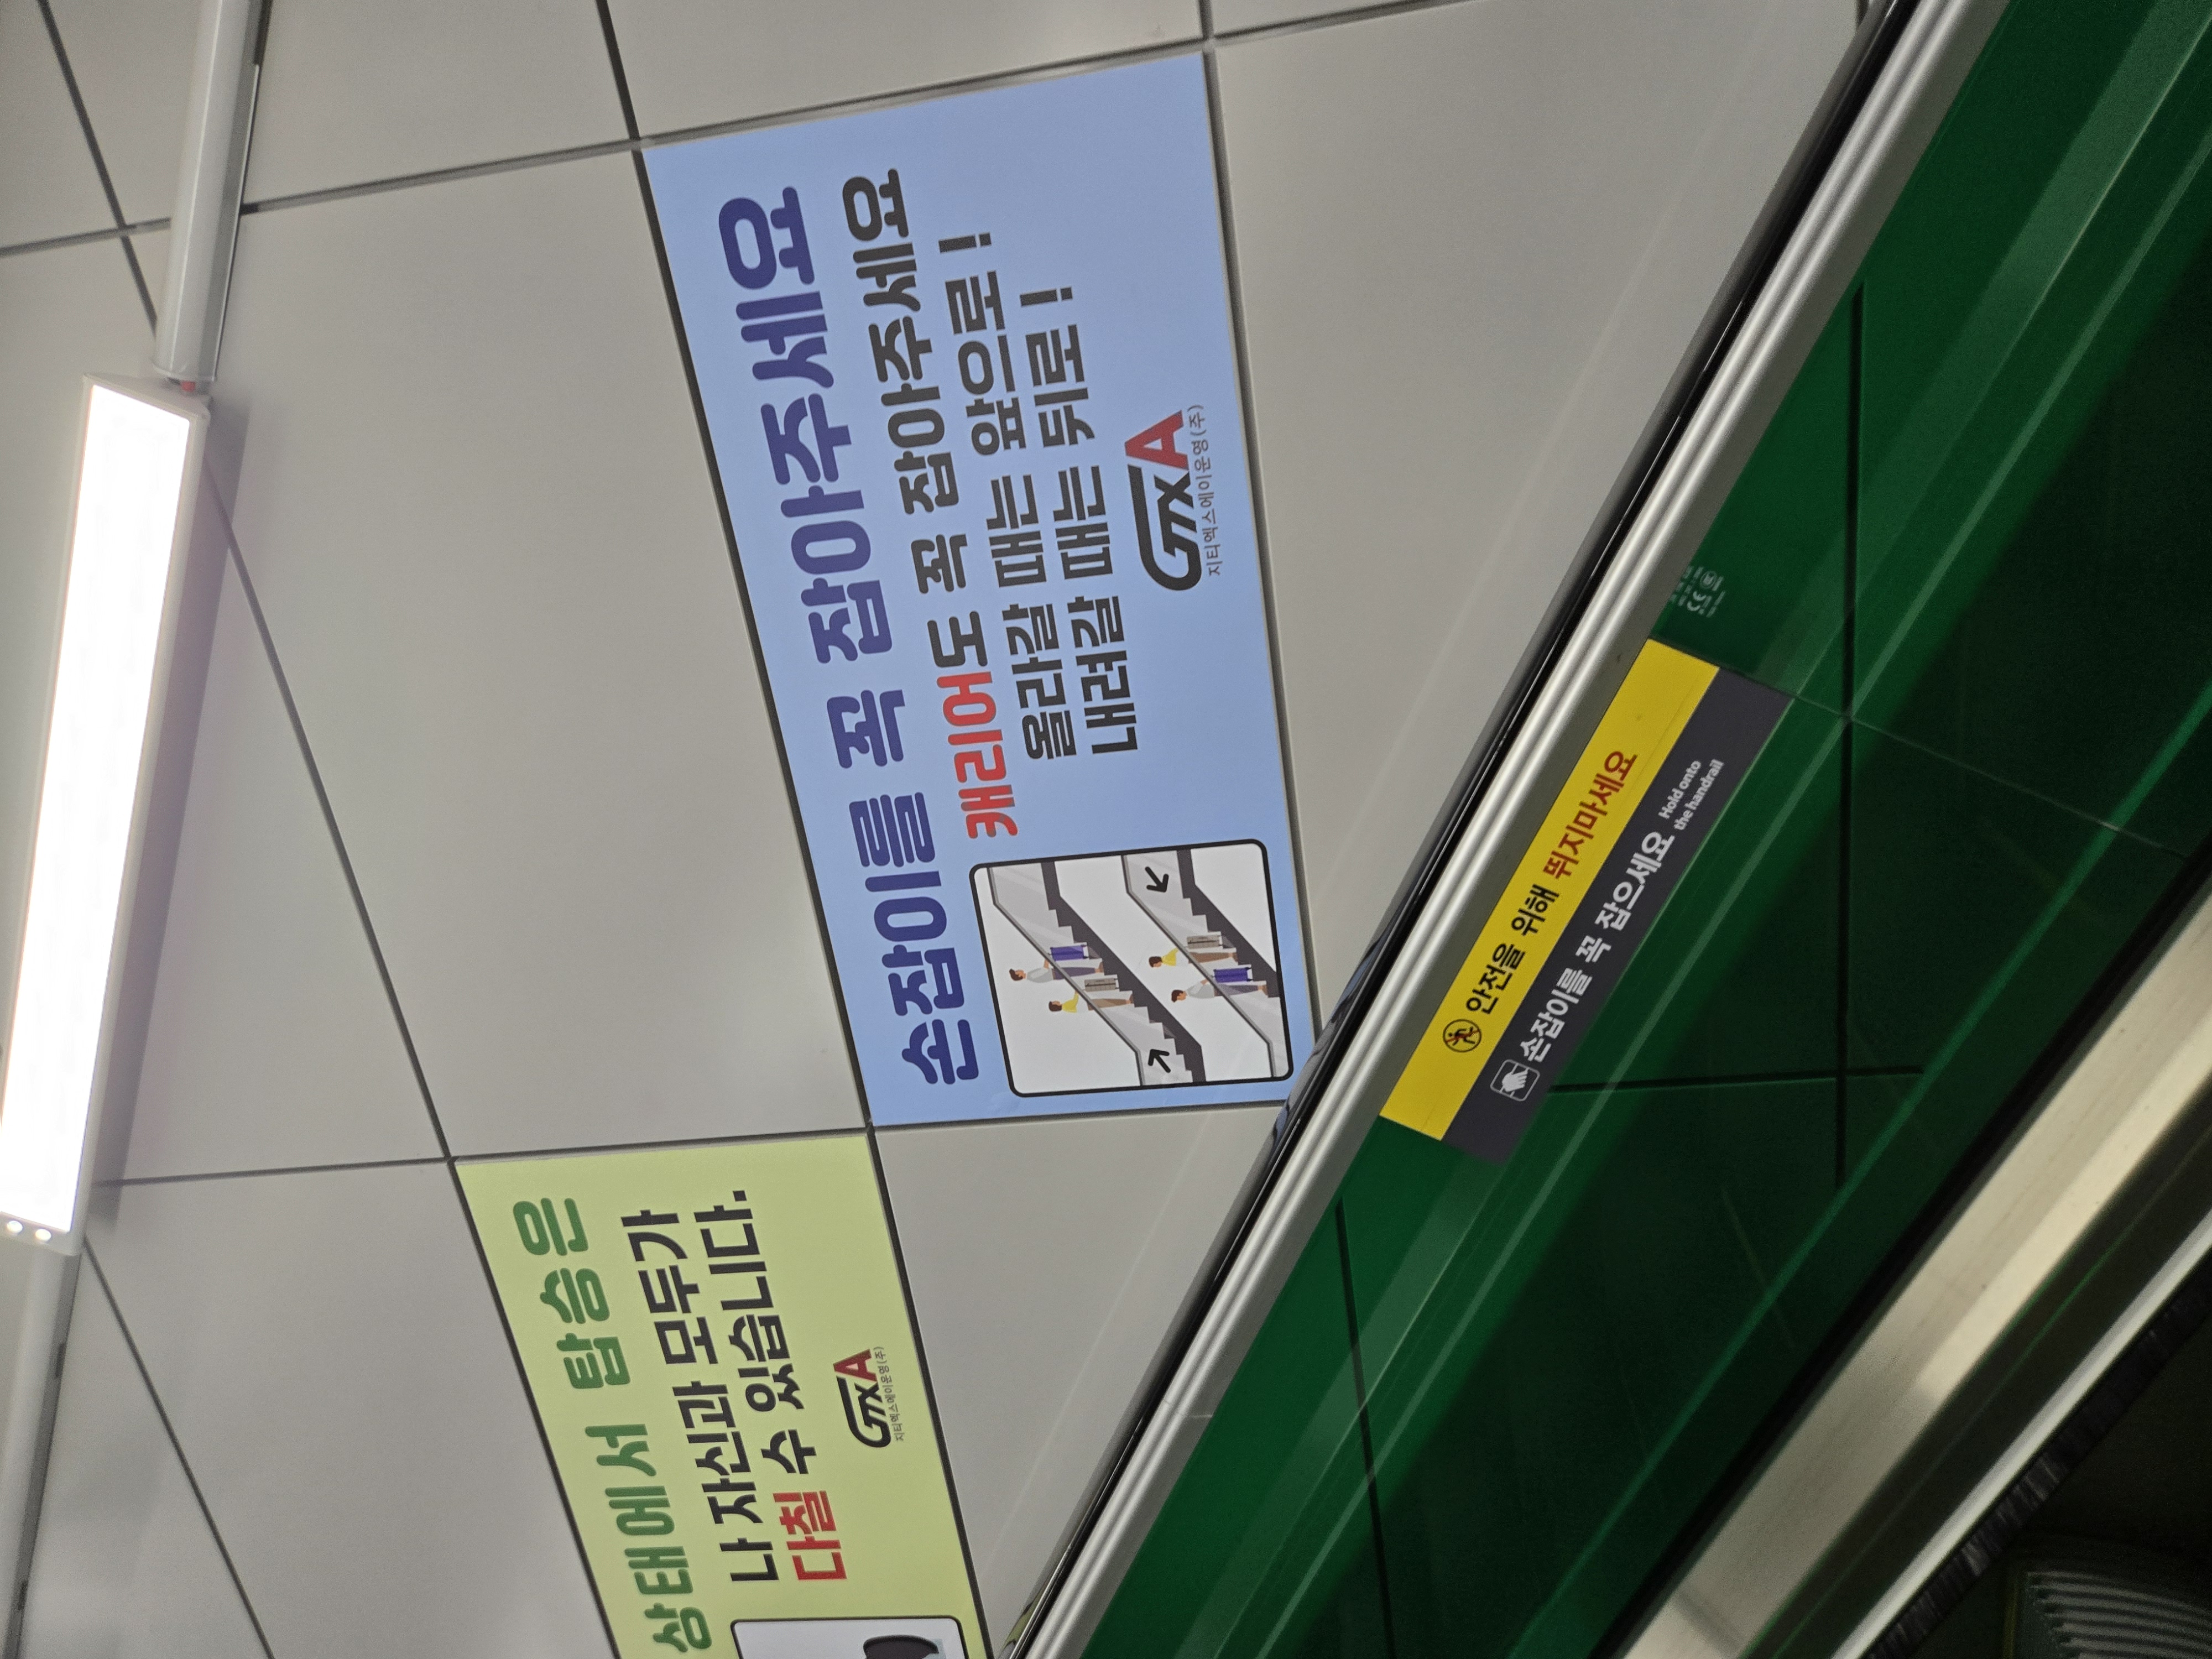 손잡이를 꼭 잡아주세요
캐리어도 꼭 잡아주세요
올라갈 때는 앞으로!
내려갈 때는 뒤로!
GTXA
지티엑스에이운영(주)
상태에서 탑승은
나 자신과 모두가
다칠 수 있습니다.
GTXA
지티엑스에이운영(주)
안전을 위해 뛰지마세요
손잡이를 꼭 잡으세요 Hold onto
the handrail